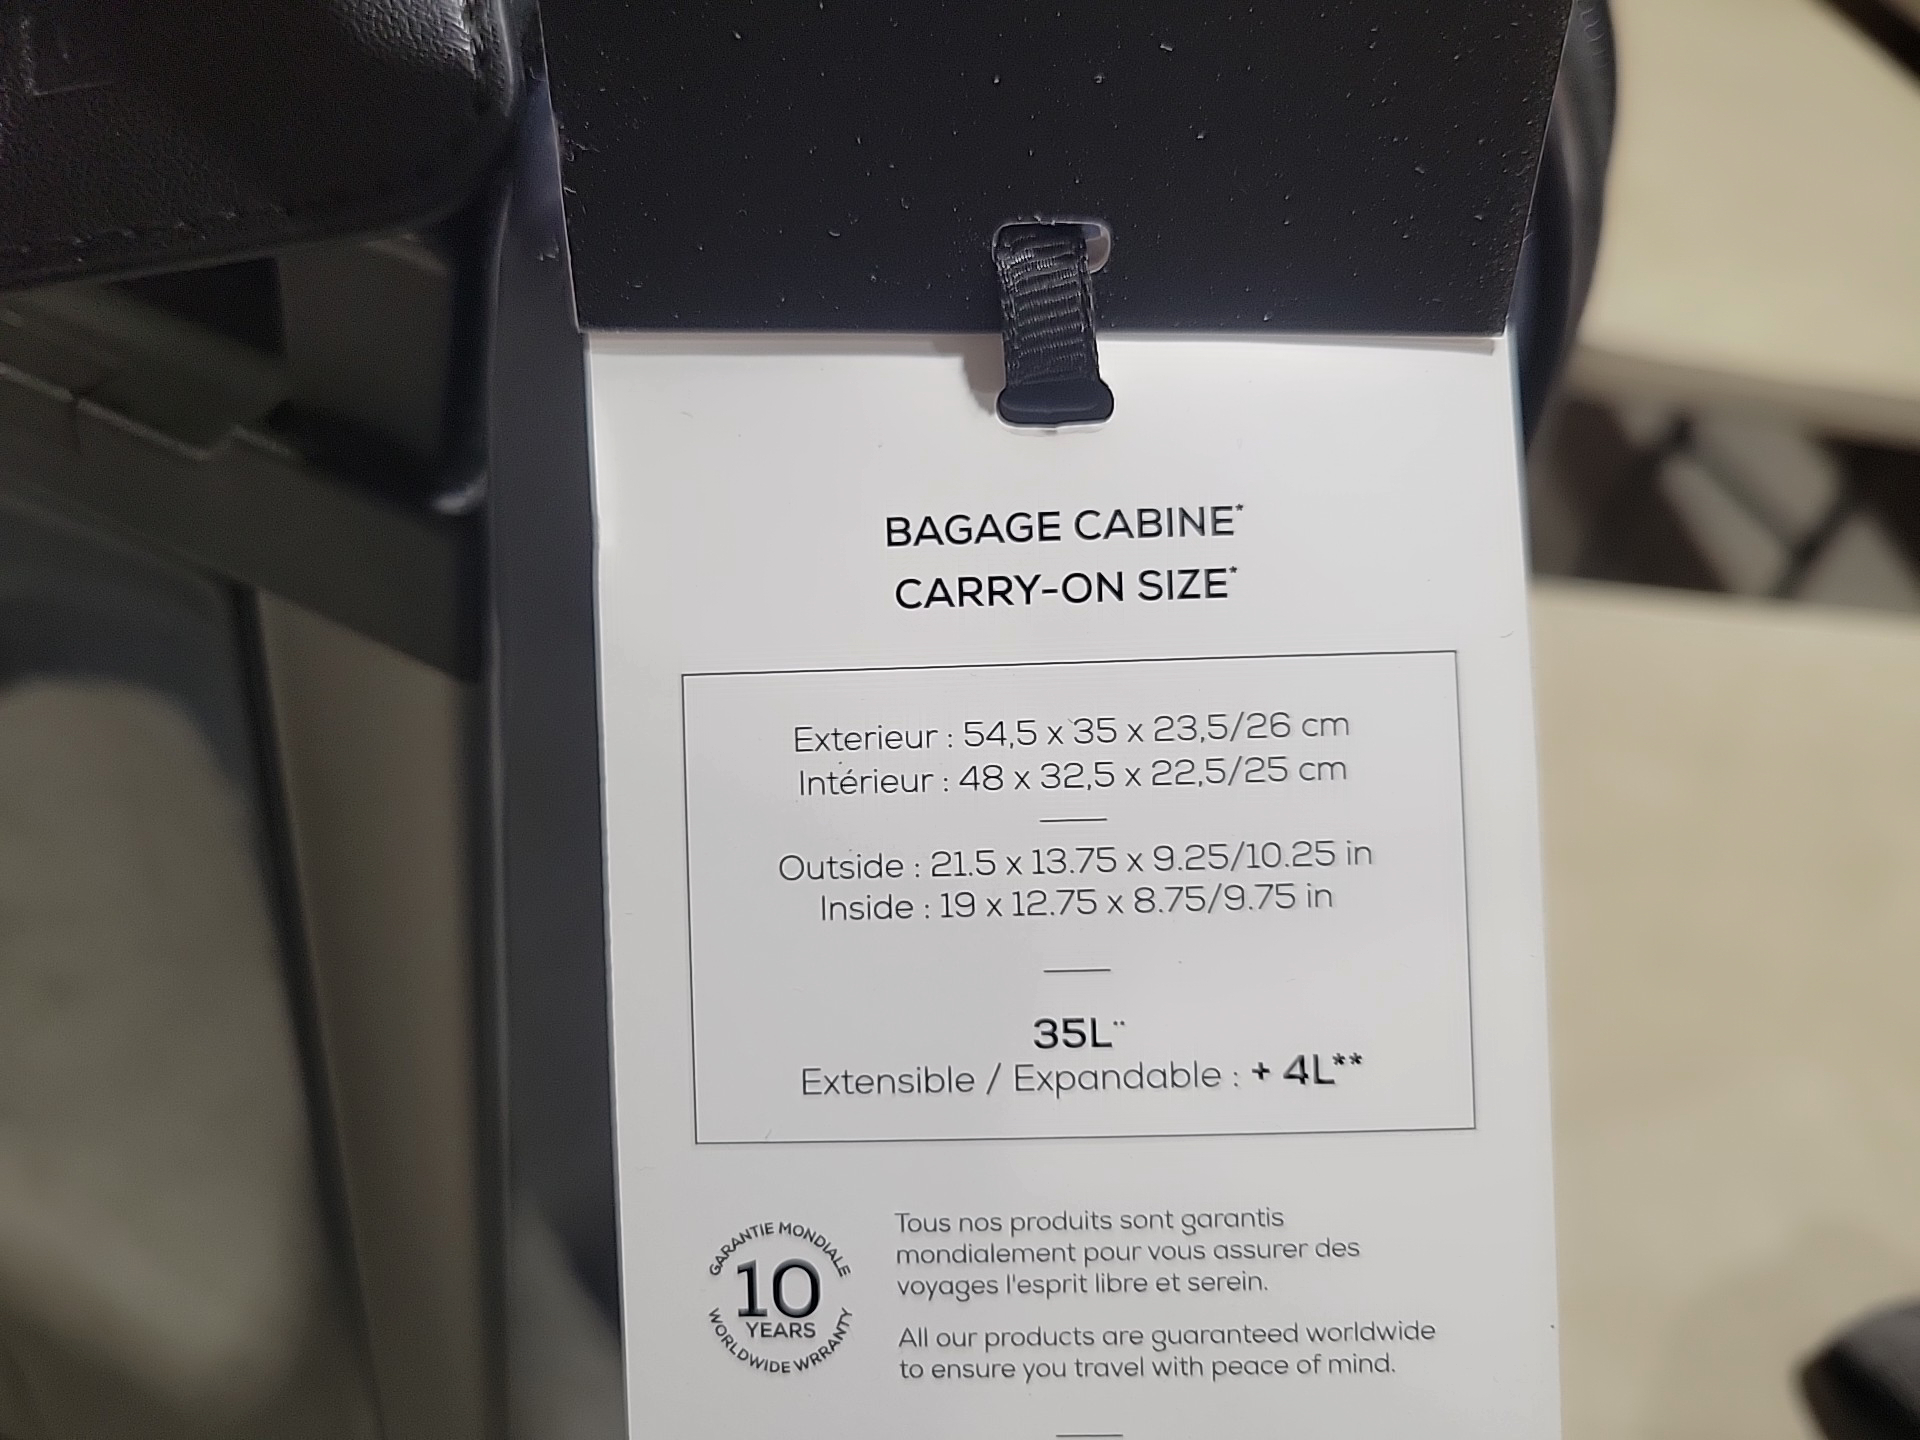 BAGAGE CABINE*
CARRY-ON SIZE*
Exterieur : 54,5 x 35 x 23,5/26 cm
Intérieur : 48 x 32,5 x 22,5/25 cm
Outside : 21.5 x 13.75 x 9.25/10.25 in
Inside : 19 x 12.75 x 8.75/9.75 in
35L**
Extensible / Expandable : + 4L**
GARANTIE MONDIALE
10
YEARS
WORLDWIDE WRRANTY
Tous nos produits sont garantis
mondialement pour vous assurer des
voyages l'esprit libre et serein.
All our products are guaranteed worldwide
to ensure you travel with peace of mind.